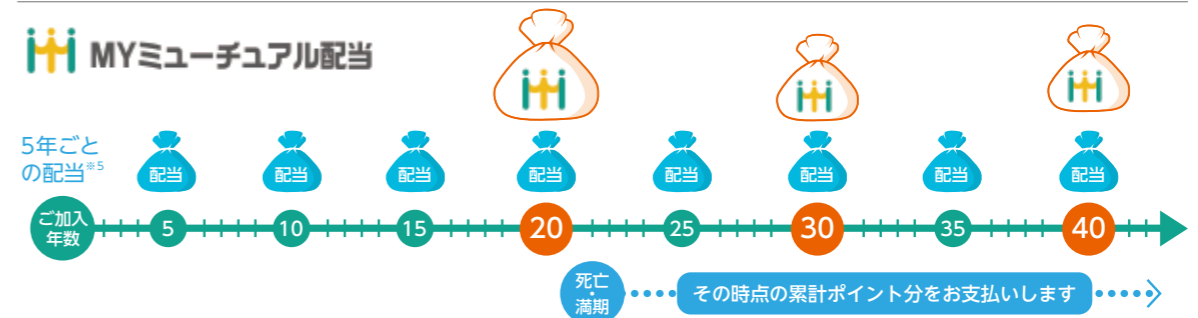 MYミューチュアル配当
5年ごと
の配当※5
配当 配当 配当 配当 配当 配当 配当 配当
ご加入
年数
5 10 15 20 25 30 35 40
死亡
・
満期
その時点の累計ポイント分をお支払いします